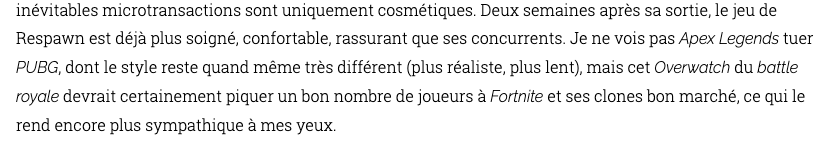 inévitables microtransactions sont uniquement cosmétiques. Deux semaines après sa sortie, le jeu de
Respawn est déjà plus soigné, confortable, rassurant que ses concurrents. Je ne vois pas Apex Legends tuer
PUBG, dont le style reste quand même très différent (plus réaliste, plus lent), mais cet Overwatch du battle
royale devrait certainement piquer un bon nombre de joueurs à Fortnite et ses clones bon marché, ce qui le
rend encore plus sympathique à mes yeux.